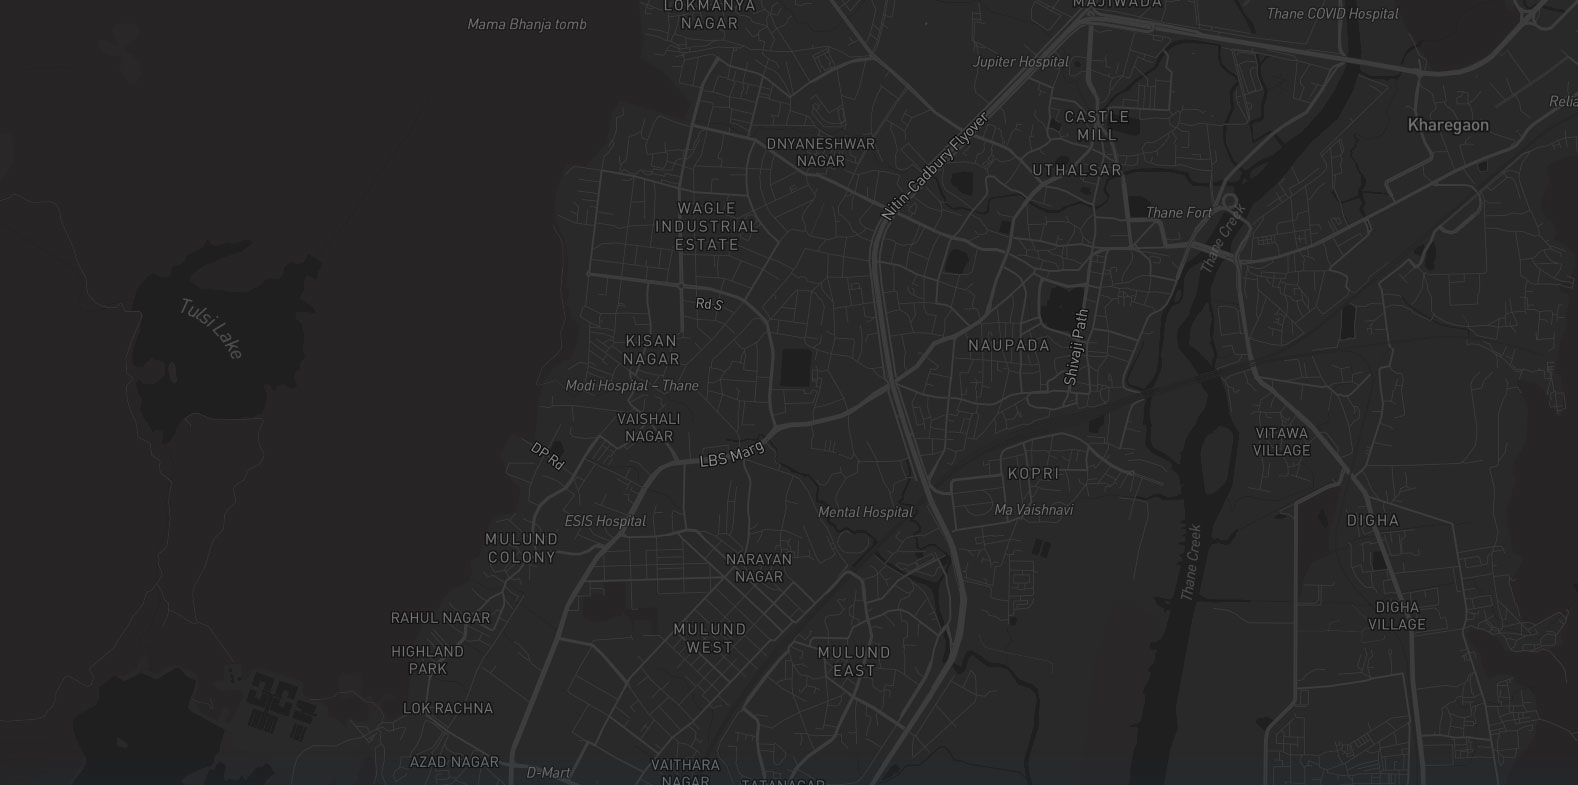 LOKMANYA
NAGAR
Mama Bhanja tomb
MAJIWADA
Thane COVID Hospital
Jupiter Hospital
CASTLE
MILL
Kharegaon
DNYANESHWAR
NAGAR
Nitin-Cadbury Flyover
UTHALSAR
WAGLE
INDUSTRIAL
ESTATE
Thane Fort
Thane Creek
Tulsi Lake
Rd S
KISAN
NAGAR
NAUPADA
Shivaji Path
Modi Hospital – Thane
VAISHALI
NAGAR
DP Rd
LBS Marg
VITAWA
VILLAGE
KOPRI
ESIS Hospital
Mental Hospital
Ma Vaishnavi
DIGHA
MULUND
COLONY
NARAYAN
NAGAR
Thane Creek
RAHUL NAGAR
DIGHA
VILLAGE
MULUND
WEST
HIGHLAND
PARK
MULUND
EAST
LOK RACHNA
AZAD NAGAR
D-Mart
VAITHARA
NAGAR
TATANAGAR